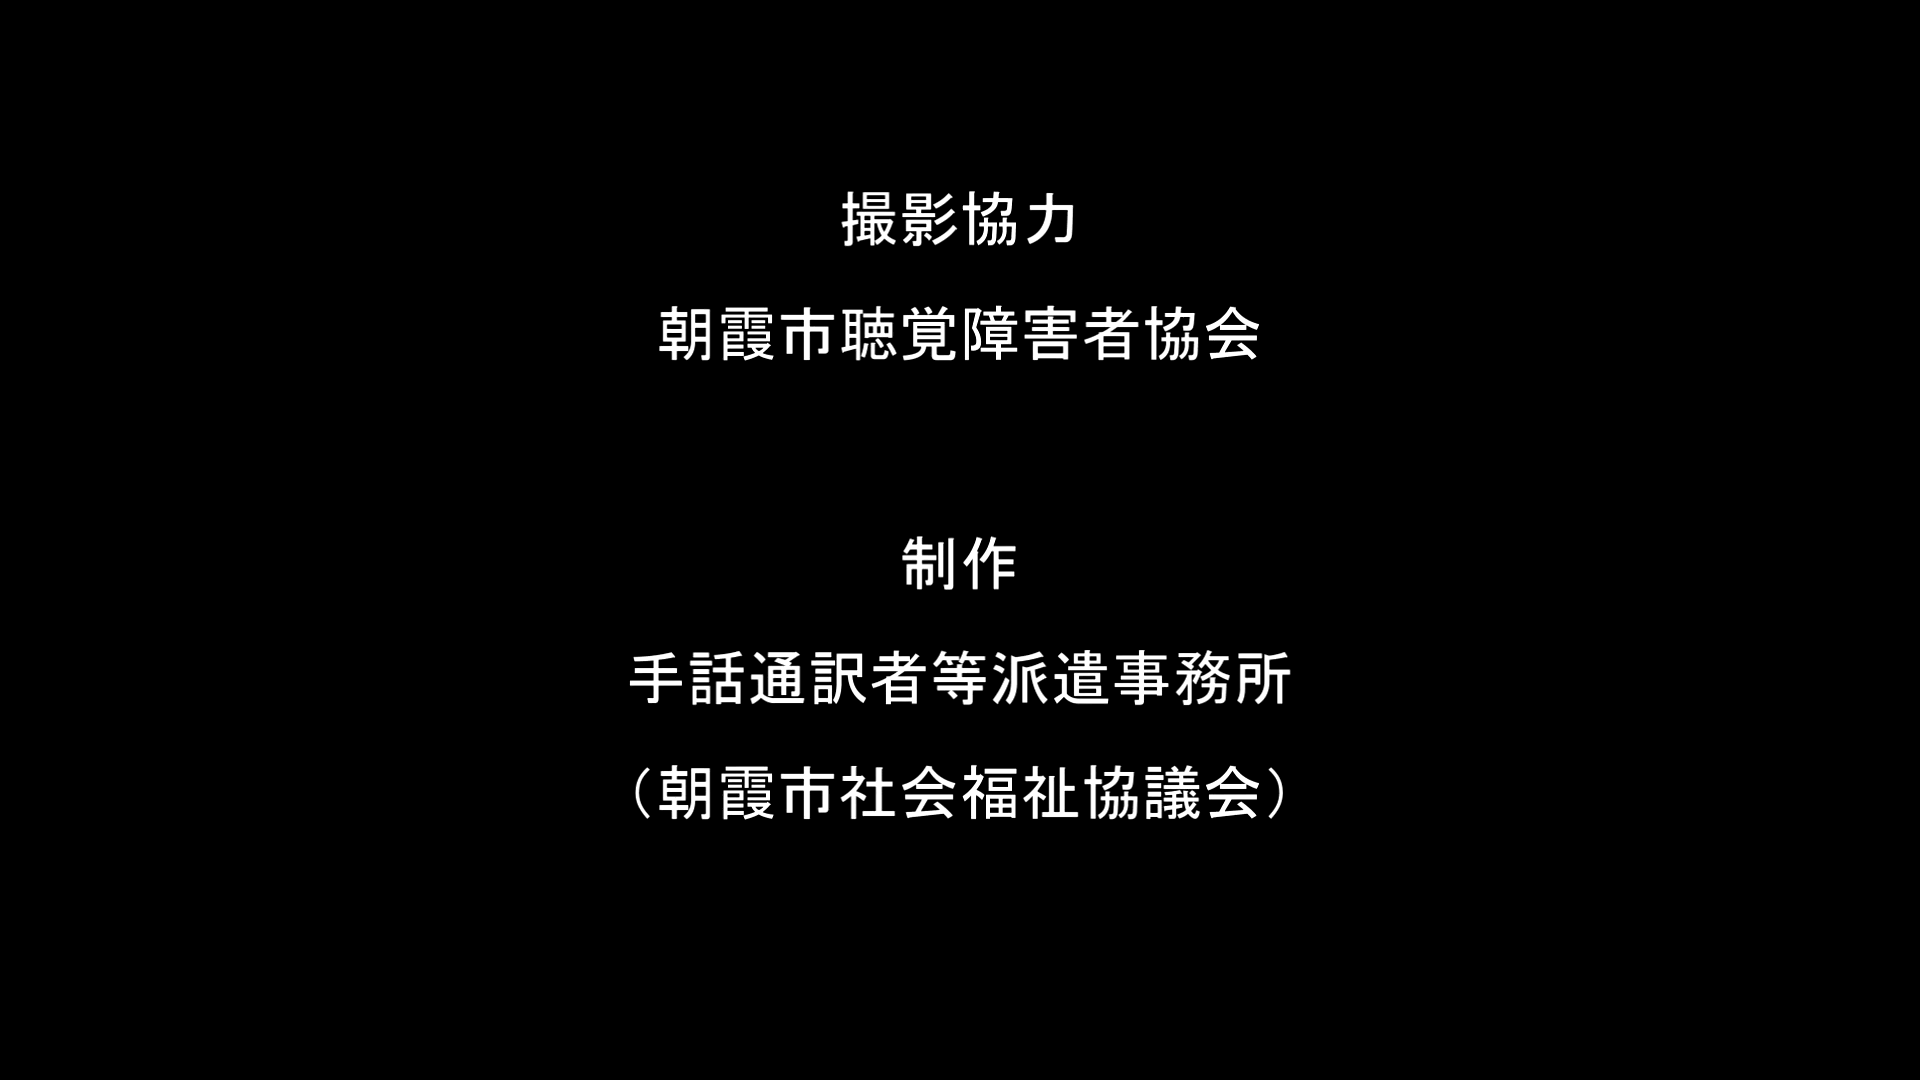 撮影協力
朝霞市聴覚障害者協会
制作
手話通訳者等派遣事務所
（朝霞市社会福祉協議会）